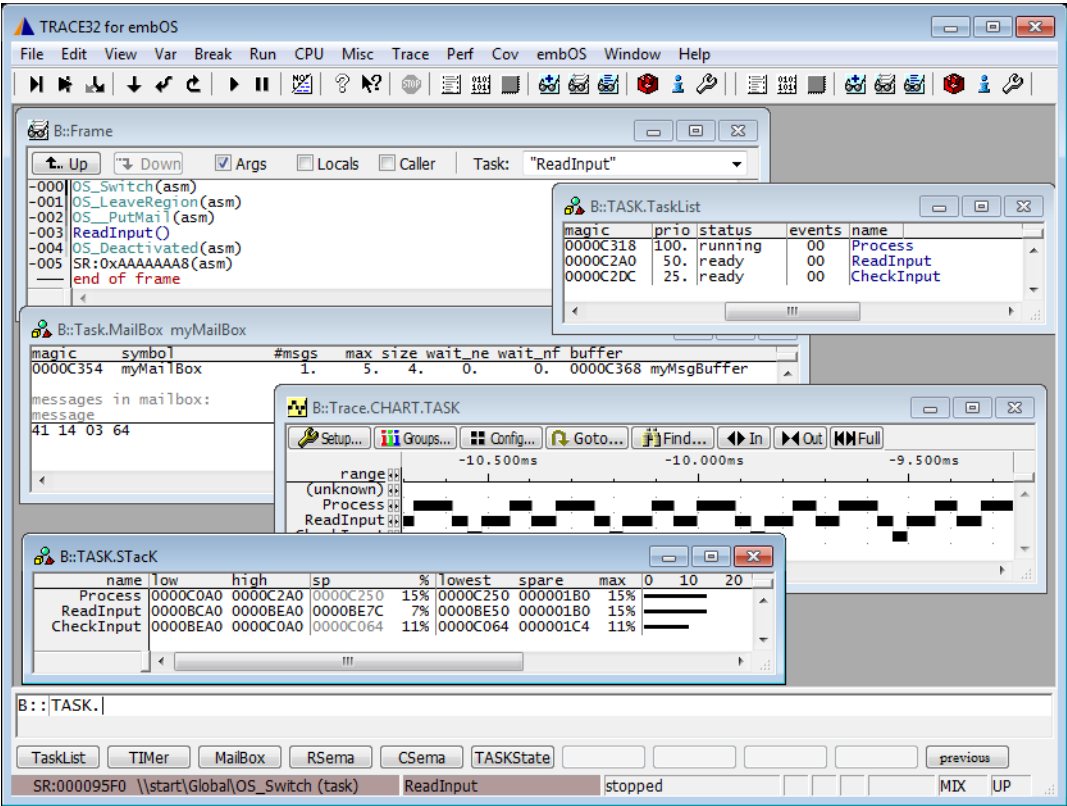 TRACE32 for embOS
File Edit View Var Break Run CPU Misc Trace Perf Cov embOS Window Help
B::Frame
Up Down Args Locals Caller Task: "ReadInput"
-000 OS_Switch(asm)
-001 OS_LeaveRegion(asm)
-002 OS__PutMail(asm)
-003 ReadInput()
-004 OS_Deactivated(asm)
-005 SR:0xAAAAAAA8(asm)
end of frame
B::TASK.TaskList
magic prio status events name
0000C318 100. running 00 Process
0000C2A0 50. ready 00 ReadInput
0000C2DC 25. ready 00 CheckInput
B::Task.MailBox myMailBox
magic symbol #msgs max size wait_ne wait_nf buffer
0000C354 myMailBox 1. 5. 4. 0. 0. 0000C368 myMsgBuffer
messages in mailbox:
message
41 14 03 64
B::Trace.CHART.TASK
Setup... Groups... Config... Goto... Find... In Out Full
-10.500ms -10.000ms -9.500ms
range
(unknown)
Process
ReadInput
B::TASK.STacK
name low high sp % lowest spare max 0 10 20
Process 0000C0A0 0000C2A0 0000C250 15% 0000C250 000001B0 15%
ReadInput 0000BCA0 0000BEA0 0000BE7C 7% 0000BE50 000001B0 15%
CheckInput 0000BEA0 0000C0A0 0000C064 11% 0000C064 000001C4 11%
B::TASK.
TaskList TIMer MailBox RSema CSema TASKState previous
SR:000095F0 \\start\Global\OS_Switch (task) ReadInput stopped MIX UP